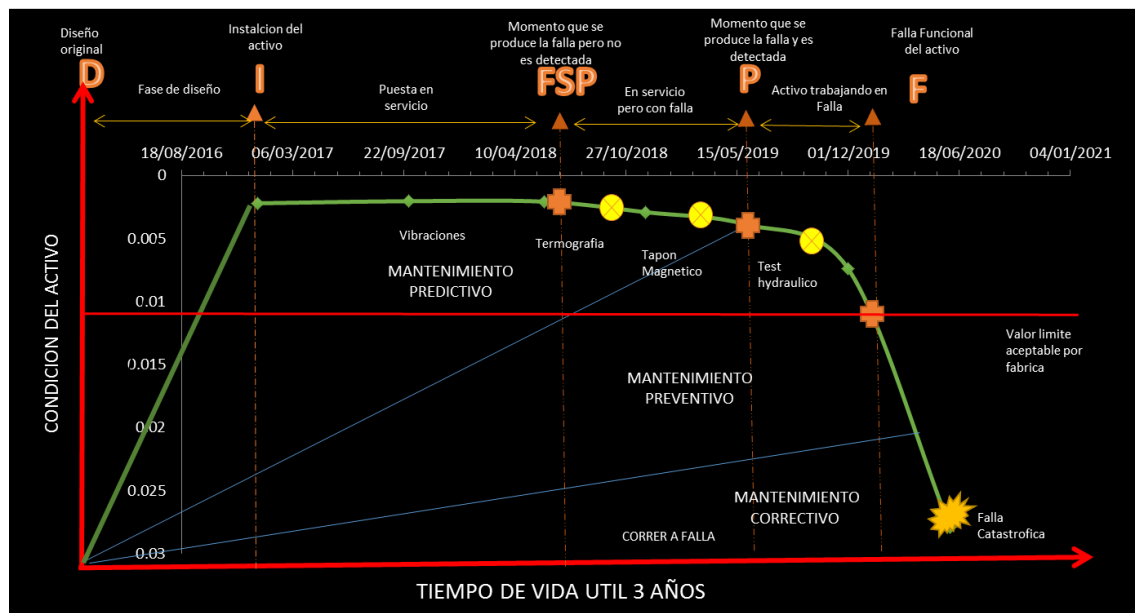 Diseño
original
D
Instalcion del
activo
I
Momento que se
produce la falla pero no
es detectada
FSP
Momento que se
produce la falla y es
detectada
P
Falla Funcional
del activo
F
Fase de diseño
Puesta en
servicio
En servicio
pero con falla
Activo trabajando en
Falla
18/08/2016
06/03/2017
22/09/2017
10/04/2018
27/10/2018
15/05/2019
01/12/2019
18/06/2020
04/01/2021
0
0.005
0.01
0.015
0.02
0.025
0.03
CONDICION DEL ACTIVO
Vibraciones
Termografia
Tapon
Magnetico
Test
hydraulico
MANTENIMIENTO
PREDICTIVO
Valor limite
aceptable por
fabrica
MANTENIMIENTO
PREVENTIVO
MANTENIMIENTO
CORRECTIVO
CORRER A FALLA
Falla
Catastrofica
TIEMPO DE VIDA UTIL 3 AÑOS